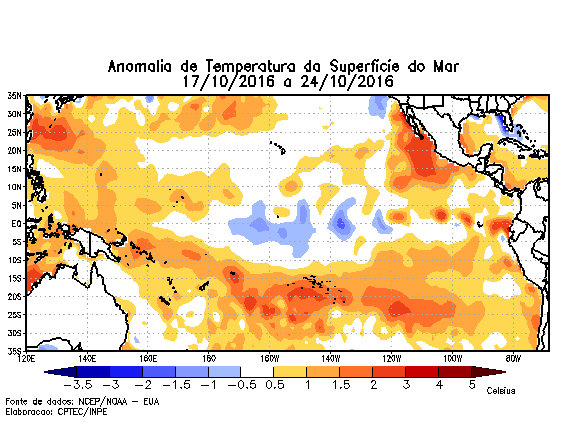 Anomalia de Temperatura da Superfície do Mar
17/10/2016 a 24/10/2016
35N
30N
25N
20N
15N
10N
5N
EQ
5S
10S
15S
20S
25S
30S
35S
120E 140E 160E 180 160W 140W 120W 100W 80W
−3.5 −3 −2 −1.5 −1 −0.5 0.5 1 1.5 2 3 4 5
Celsius
Fonte de dados: NCEP/NOAA − EUA
Elaboracao: CPTEC/INPE